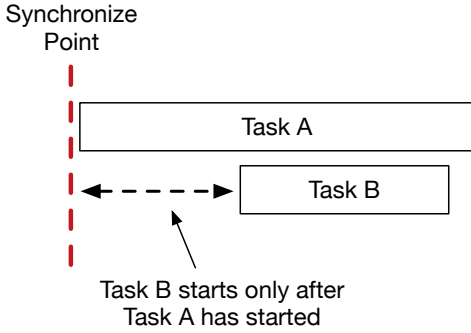 Synchronize
Point
Task A
Task B
Task B starts only after
Task A has started